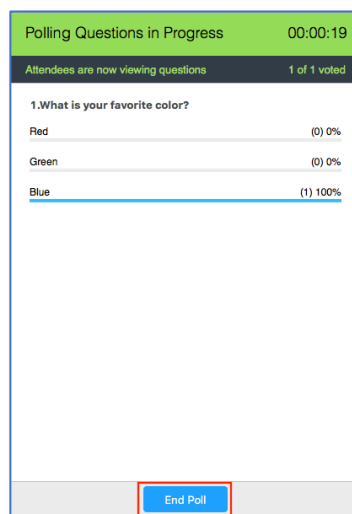 Polling Questions in Progress 00:00:19
Attendees are now viewing questions 1 of 1 voted
1.What is your favorite color?
Red (0) 0%
Green (0) 0%
Blue (1) 100%
End Poll